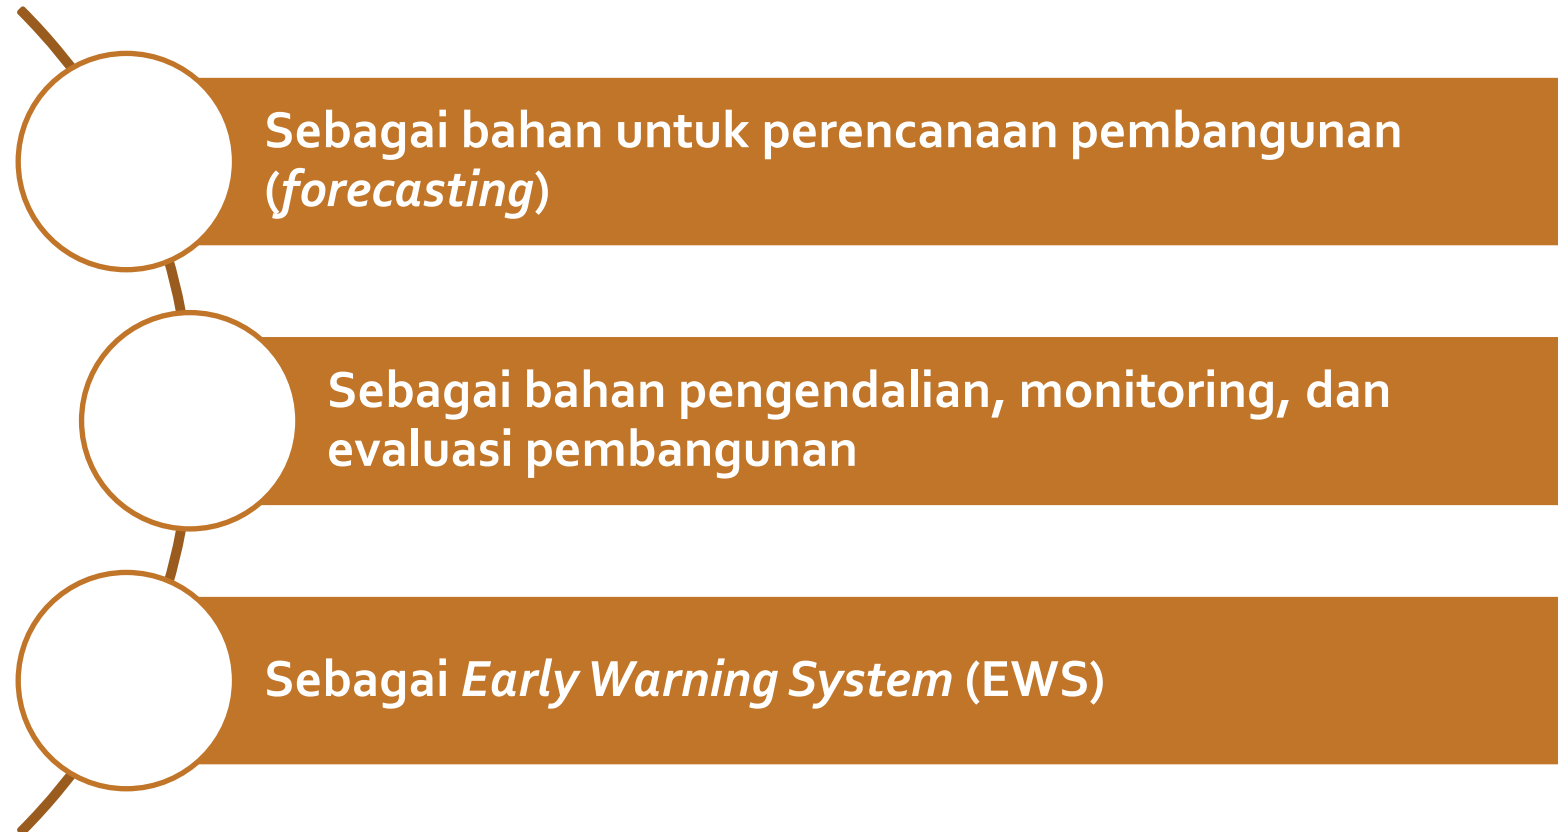 Sebagai bahan untuk perencanaan pembangunan
(forecasting)
Sebagai bahan pengendalian, monitoring, dan
evaluasi pembangunan
Sebagai Early Warning System (EWS)